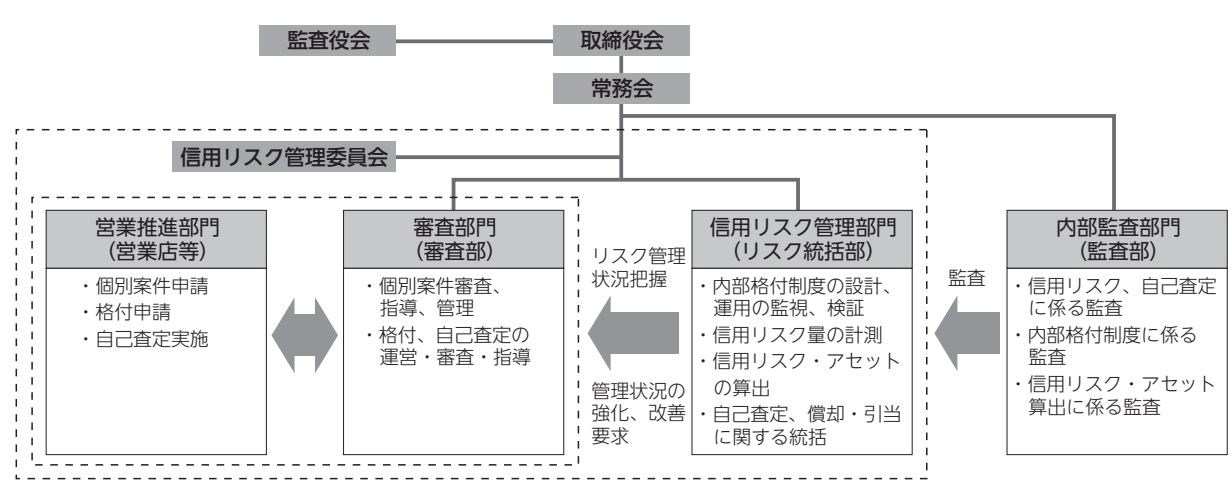 監査役会
取締役会
常務会
信用リスク管理委員会
営業推進部門
(営業店等)
・個別案件申請
・格付申請
・自己査定実施
審査部門
(審査部)
・個別案件審査、
指導、管理
・格付、自己査定の
運営・審査・指導
リスク管理
状況把握
管理状況の
強化、改善
要求
信用リスク管理部門
(リスク統括部)
・内部格付制度の設計、
運用の監視、検証
・信用リスク量の計測
・信用リスク・アセット
の算出
・自己査定、償却・引当
に関する統括
監査
内部監査部門
(監査部)
・信用リスク、自己査定
に係る監査
・内部格付制度に係る
監査
・信用リスク・アセット
算出に係る監査